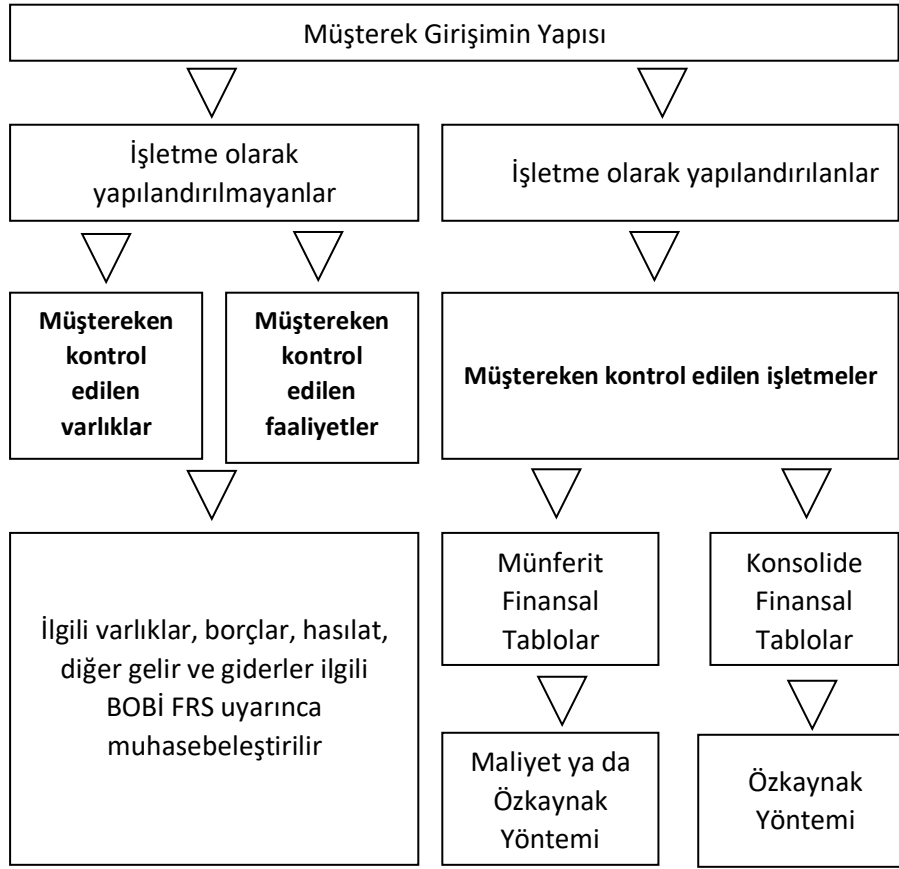 Müşterek Girişimin Yapısı
İşletme olarak
yapılandırılmayanlar
İşletme olarak yapılandırılanlar
Müştereken
kontrol
edilen
varlıklar
Müştereken
kontrol
edilen
faaliyetler
Müştereken kontrol edilen işletmeler
İlgili varlıklar, borçlar, hasılat,
diğer gelir ve giderler ilgili
BOBİ FRS uyarınca
muhasebeleştirilir
Münferit
Finansal
Tablolar
Konsolide
Finansal
Tablolar
Maliyet ya da
Özkaynak
Yöntemi
Özkaynak
Yöntemi